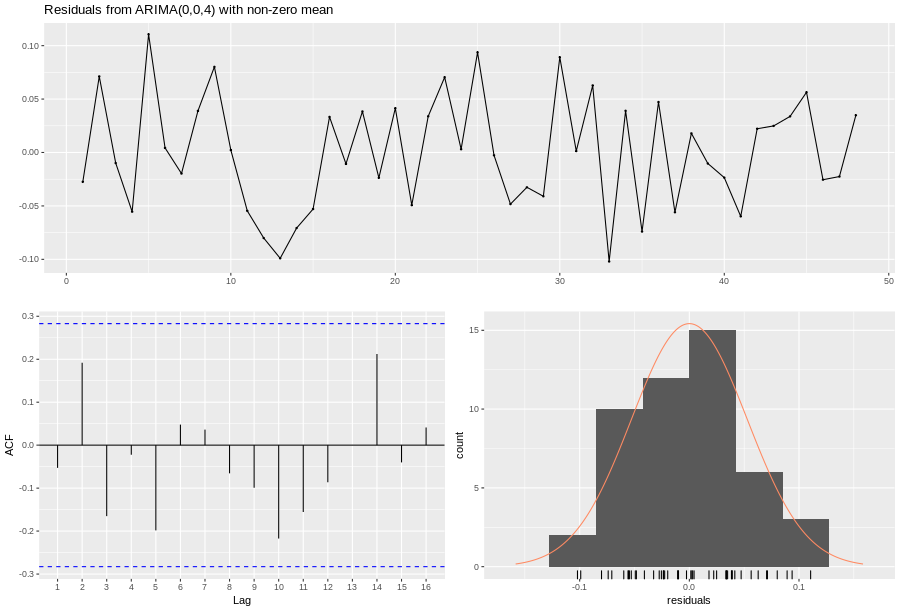 Residuals from ARIMA(0,0,4) with non-zero mean
0.10
0.05
0.00
-0.05
-0.10
0 10 20 30 40 50
ACF
0.3
0.2
0.1
0.0
-0.1
-0.2
-0.3
1 2 3 4 5 6 7 8 9 10 11 12 13 14 15 16
Lag
count
15
10
5
0
-0.1 0.0 0.1
residuals